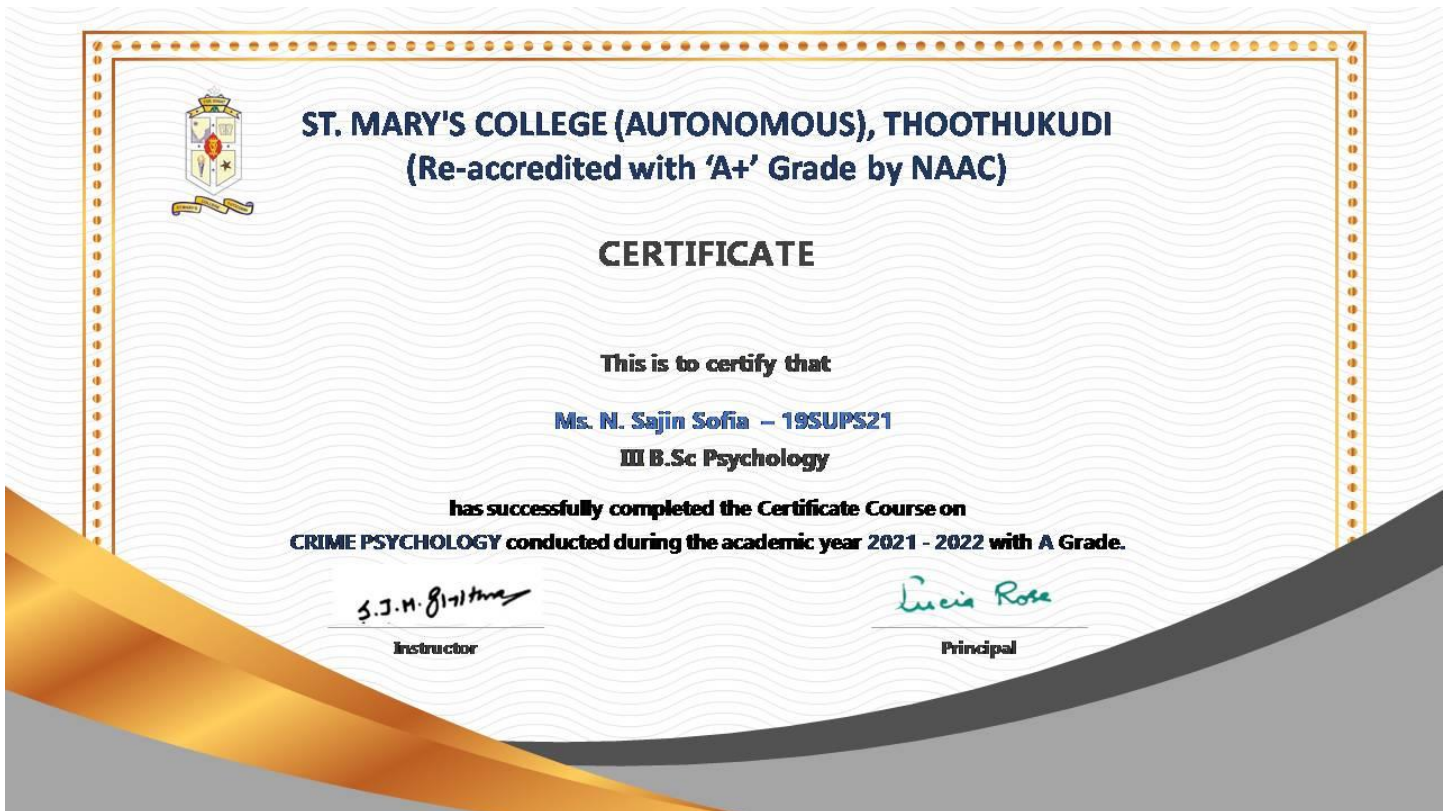 ST. MARY'S COLLEGE (AUTONOMOUS), THOOTHUKUDI
(Re-accredited with ‘A+’ Grade by NAAC)
CERTIFICATE
This is to certify that
Ms. N. Sajin Sofia – 19SUPS21
III B.Sc Psychology
has successfully completed the Certificate Course on
CRIME PSYCHOLOGY conducted during the academic year 2021 - 2022 with A Grade.
S.J.M.
Lucia Rose
Instructor
Principal